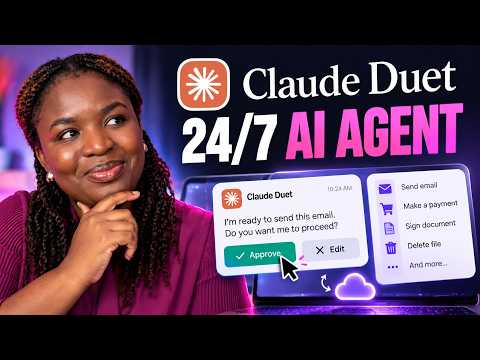 Claude Duet
24/7 AI AGENT
Claude Duet
10:24 AM
I'm ready to send this email.
Do you want me to proceed?
Approve
Edit
Send email
Make a payment
Sign document
Delete file
And more...